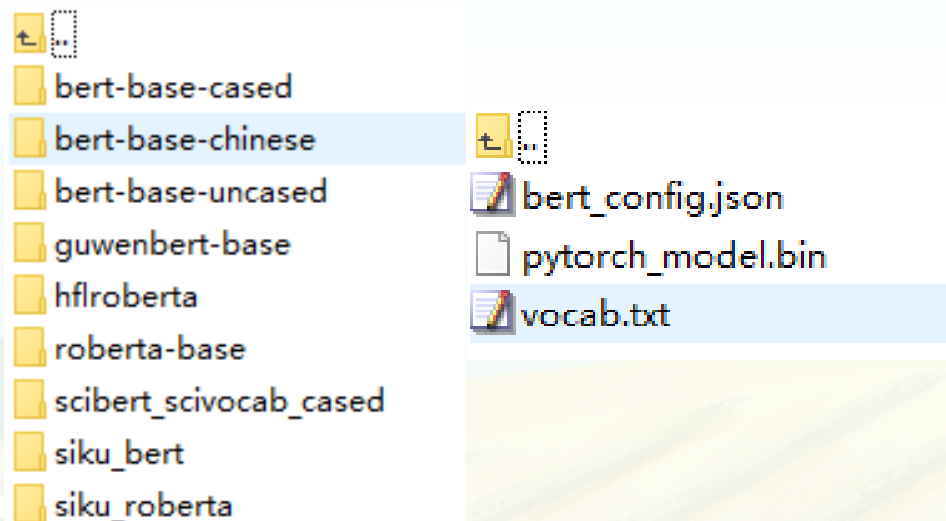 ..
bert-base-cased
bert-base-chinese
bert-base-uncased
guwenbert-base
hflroberta
roberta-base
scibert_scivocab_cased
siku_bert
siku_roberta
..
bert_config.json
pytorch_model.bin
vocab.txt